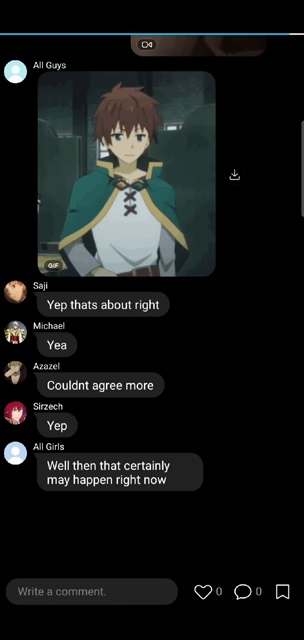 All Guys
GIF
Saji
Yep thats about right
Michael
Yea
Azazel
Couldnt agree more
Sirzech
Yep
All Girls
Well then that certainly
may happen right now
Write a comment.
0
0